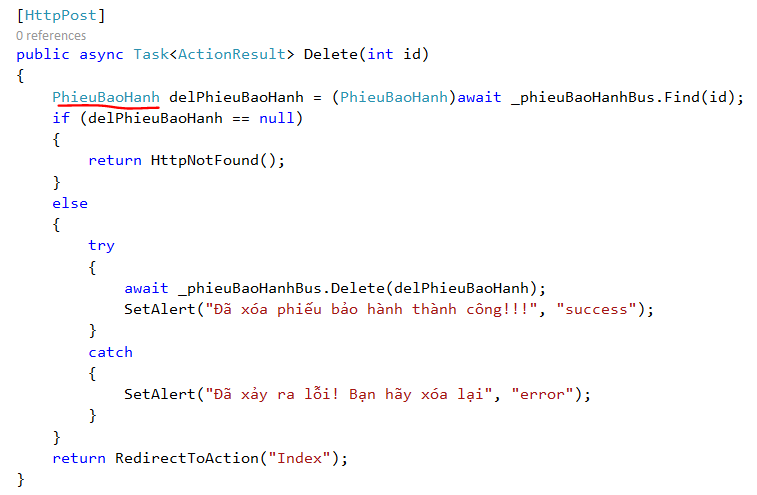 [HttpPost]
0 references
public async Task<ActionResult> Delete(int id)
{
PhieuBaoHanh delPhieuBaoHanh = (PhieuBaoHanh)await _phieuBaoHanhBus.Find(id);
if (delPhieuBaoHanh == null)
{
return HttpNotFound();
}
else
{
try
{
await _phieuBaoHanhBus.Delete(delPhieuBaoHanh);
SetAlert("Đã xóa phiếu bảo hành thành công!!!", "success");
}
catch
{
SetAlert("Đã xảy ra lỗi! Bạn hãy xóa lại", "error");
}
}
return RedirectToAction("Index");
}